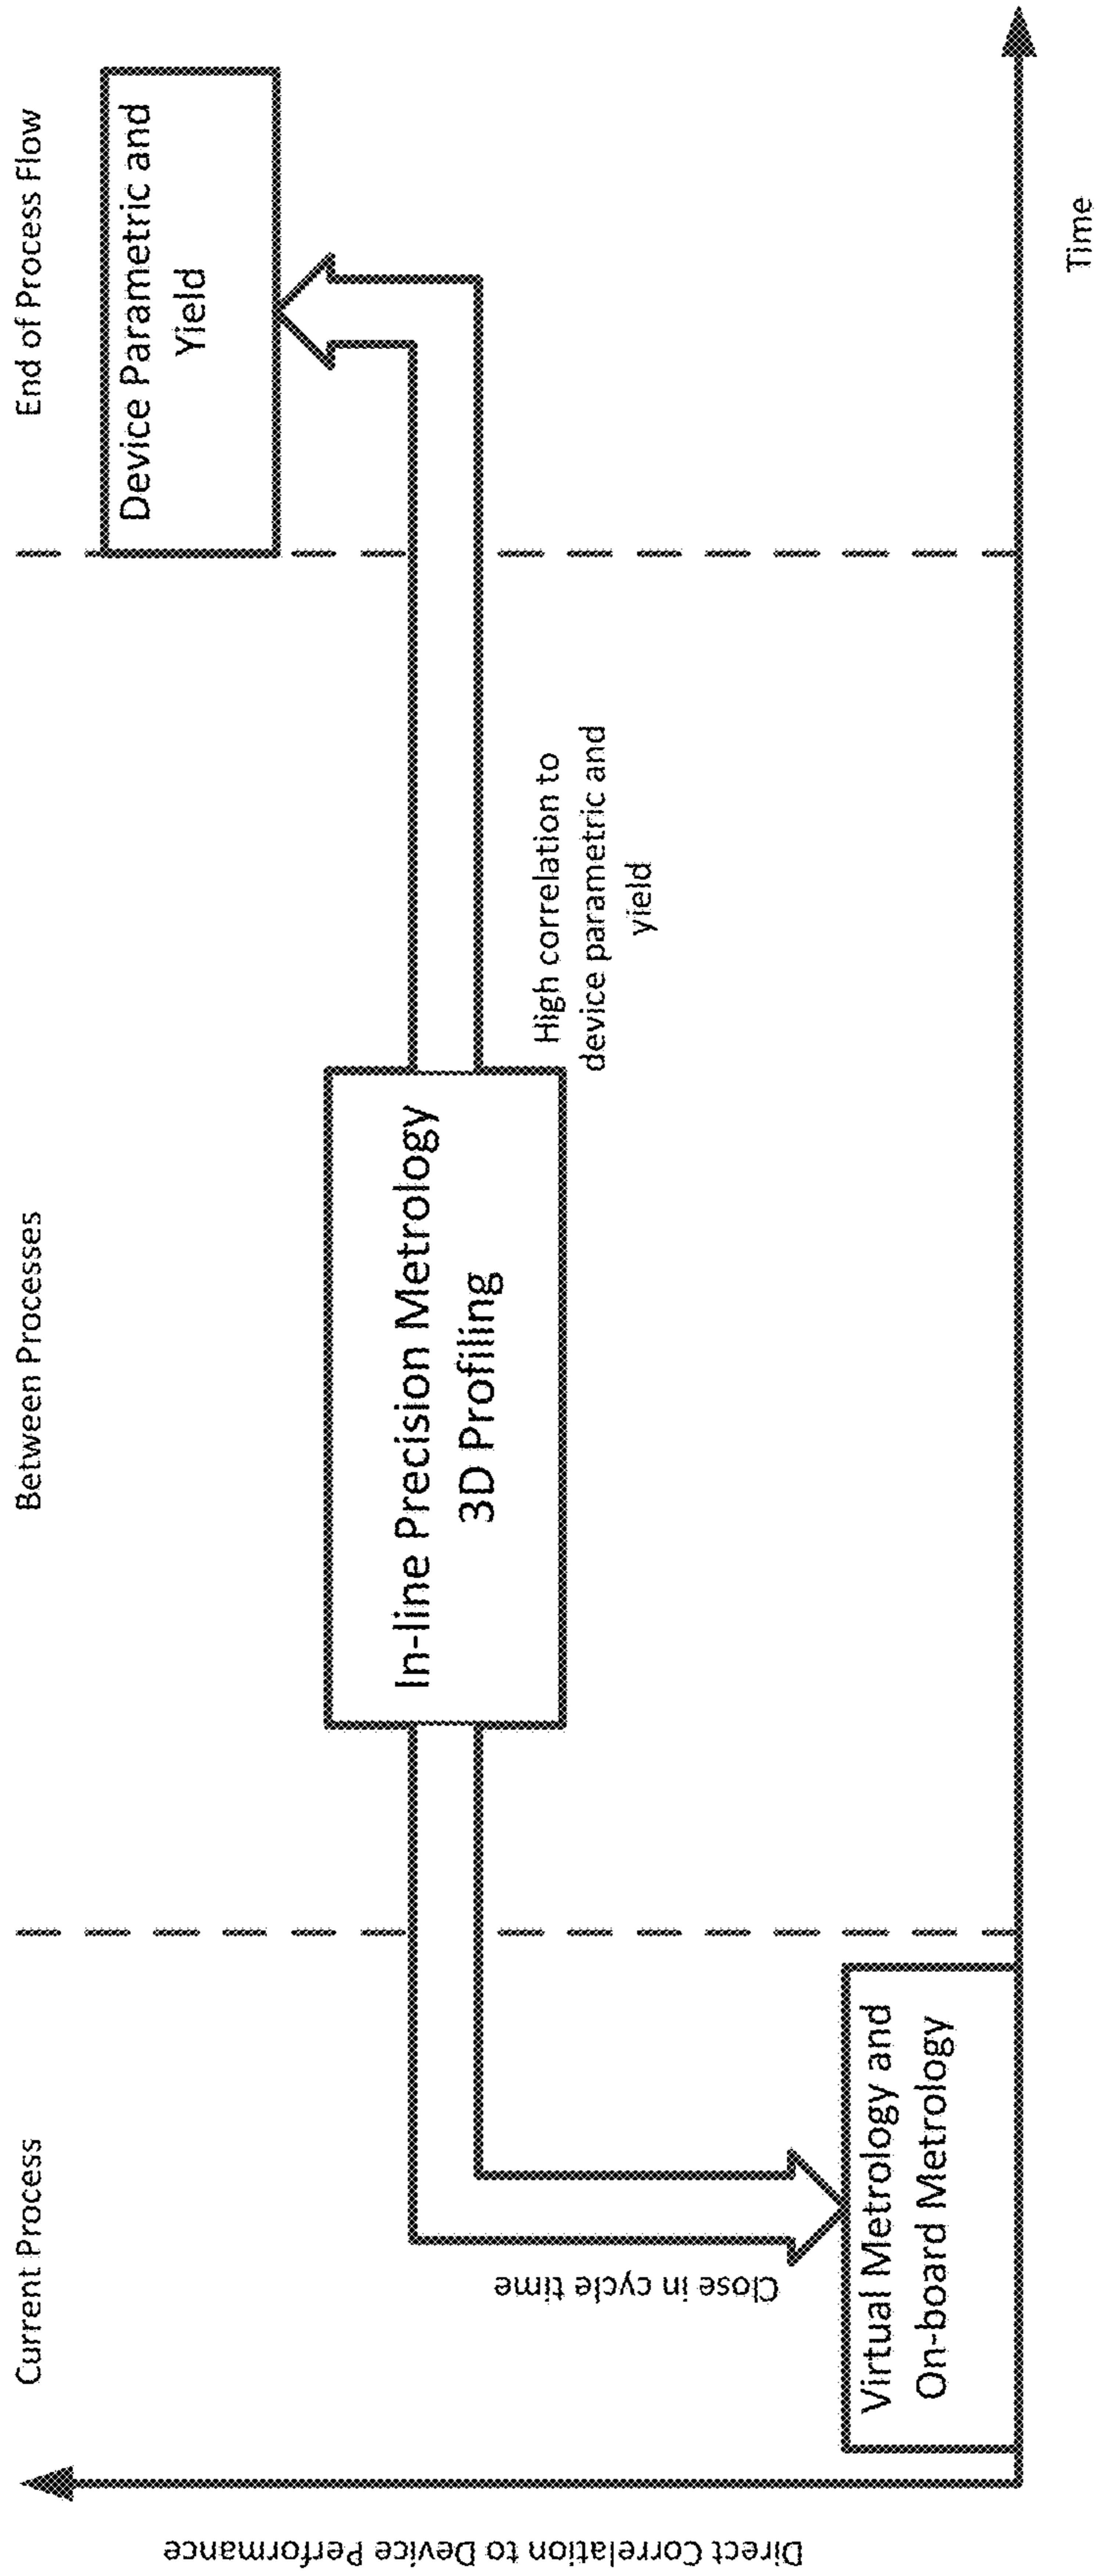 Current Process
Between Processes
End of Process Flow
Device Parametric and
Yield
In-line Precision Metrology
3D Profiling
High correlation to
device parametric and
yield
Close in cycle time
Virtual Metrology and
On-board Metrology
Direct Correlation to Device Performance
Time